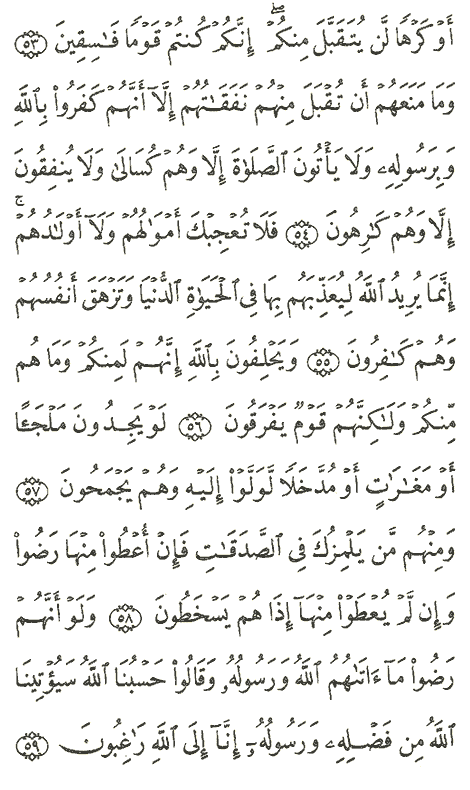 أَوۡ كَرۡهٗا لَّن يُتَقَبَّلَ مِنكُمۡۖ إِنَّكُمۡ كُنتُمۡ قَوۡمٗا فَٰسِقِينَ ۝٥٣
وَمَا مَنَعَهُمۡ أَن تُقۡبَلَ مِنۡهُمۡ نَفَقَٰتُهُمۡ إِلَّآ أَنَّهُمۡ كَفَرُواْ بِٱللَّهِ
وَبِرَسُولِهِۦ وَلَا يَأۡتُونَ ٱلصَّلَوٰةَ إِلَّا وَهُمۡ كُسَالَىٰ وَلَا يُنفِقُونَ
إِلَّا وَهُمۡ كَٰرِهُونَ ۝٥٤ فَلَا تُعۡجِبۡكَ أَمۡوَٰلُهُمۡ وَلَآ أَوۡلَٰدُهُمۡۚ
إِنَّمَا يُرِيدُ ٱللَّهُ لِيُعَذِّبَهُم بِهَا فِي ٱلۡحَيَوٰةِ ٱلدُّنۡيَا وَتَزۡهَقَ أَنفُسُهُمۡ
وَهُمۡ كَٰفِرُونَ ۝٥٥ وَيَحۡلِفُونَ بِٱللَّهِ إِنَّهُمۡ لَمِنكُمۡ وَمَا هُم
مِّنكُمۡ وَلَٰكِنَّهُمۡ قَوۡمٞ يَفۡرَقُونَ ۝٥٦ لَوۡ يَجِدُونَ مَلۡجَـًٔا
أَوۡ مَغَٰرَٰتٍ أَوۡ مُدَّخَلٗا لَّوَلَّوۡاْ إِلَيۡهِ وَهُمۡ يَجۡمَحُونَ ۝٥٧
وَمِنۡهُم مَّن يَلۡمِزُكَ فِي ٱلصَّدَقَٰتِ فَإِنۡ أُعۡطُواْ مِنۡهَا رَضُواْ
وَإِن لَّمۡ يُعۡطَوۡاْ مِنۡهَآ إِذَا هُمۡ يَسۡخَطُونَ ۝٥٨ وَلَوۡ أَنَّهُمۡ
رَضُواْ مَآ ءَاتَىٰهُمُ ٱللَّهُ وَرَسُولُهُۥ وَقَالُواْ حَسۡبُنَا ٱللَّهُ سَيُؤۡتِينَا
ٱللَّهُ مِن فَضۡلِهِۦ وَرَسُولُهُۥٓ إِنَّآ إِلَى ٱللَّهِ رَٰغِبُونَ ۝٥٩